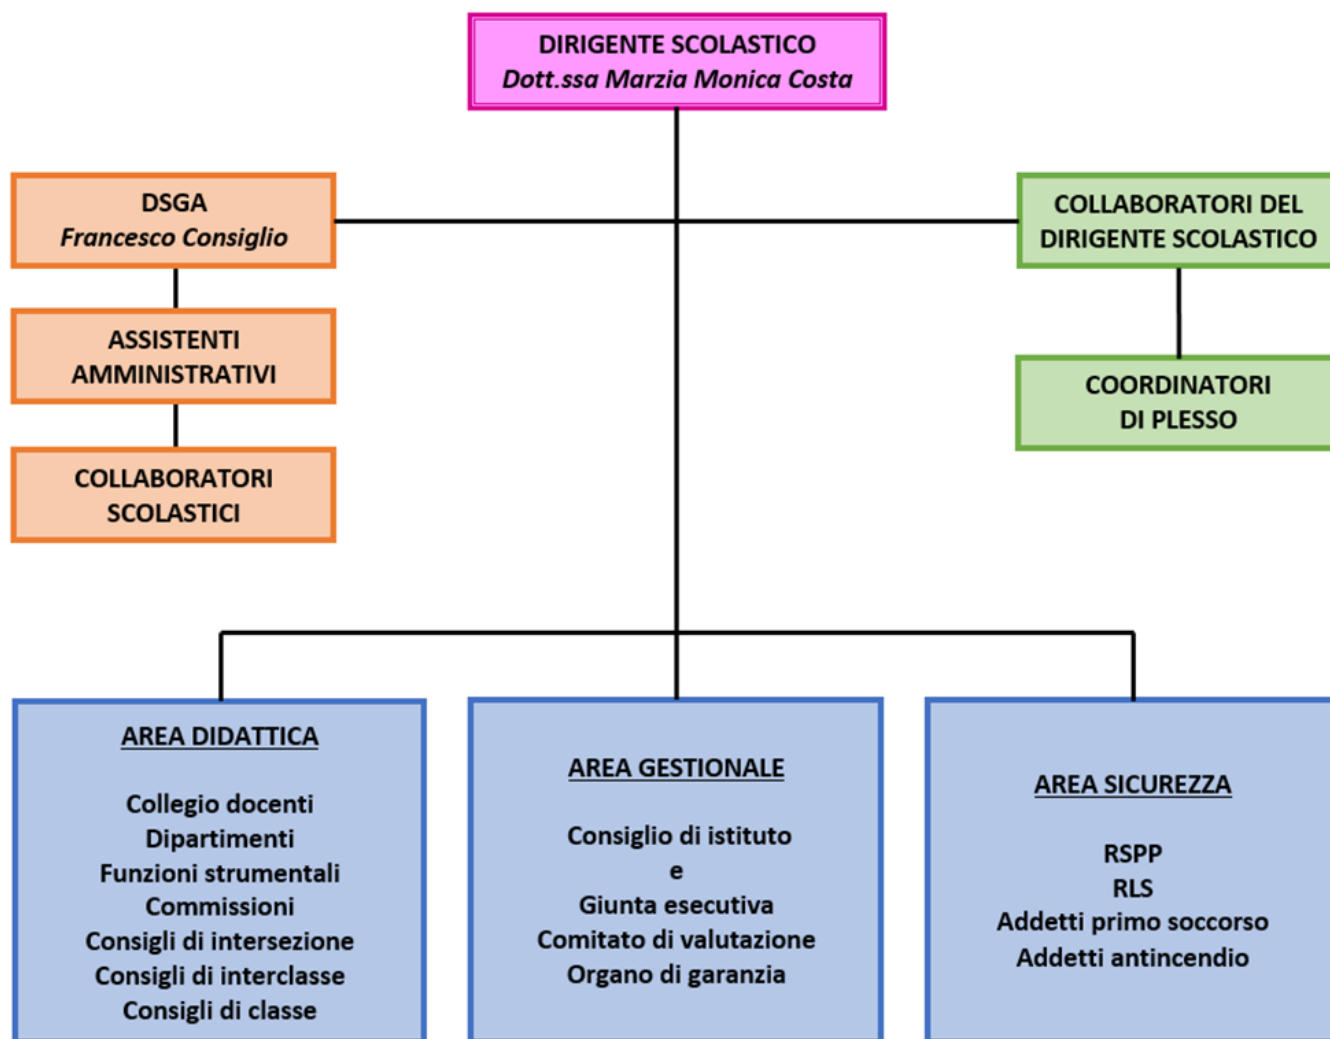 DIRIGENTE SCOLASTICO
Dott.ssa Marzia Monica Costa
DSGA
Francesco Consiglio
COLLABORATORI DEL
DIRIGENTE SCOLASTICO
ASSISTENTI
AMMINISTRATIVI
COORDINATORI
DI PLESSO
COLLABORATORI
SCOLASTICI
AREA DIDATTICA
Collegio docenti
Dipartimenti
Funzioni strumentali
Commissioni
Consigli di intersezione
Consigli di interclasse
Consigli di classe
AREA GESTIONALE
Consiglio di istituto
e
Giunta esecutiva
Comitato di valutazione
Organo di garanzia
AREA SICUREZZA
RSPP
RLS
Addetti primo soccorso
Addetti antincendio